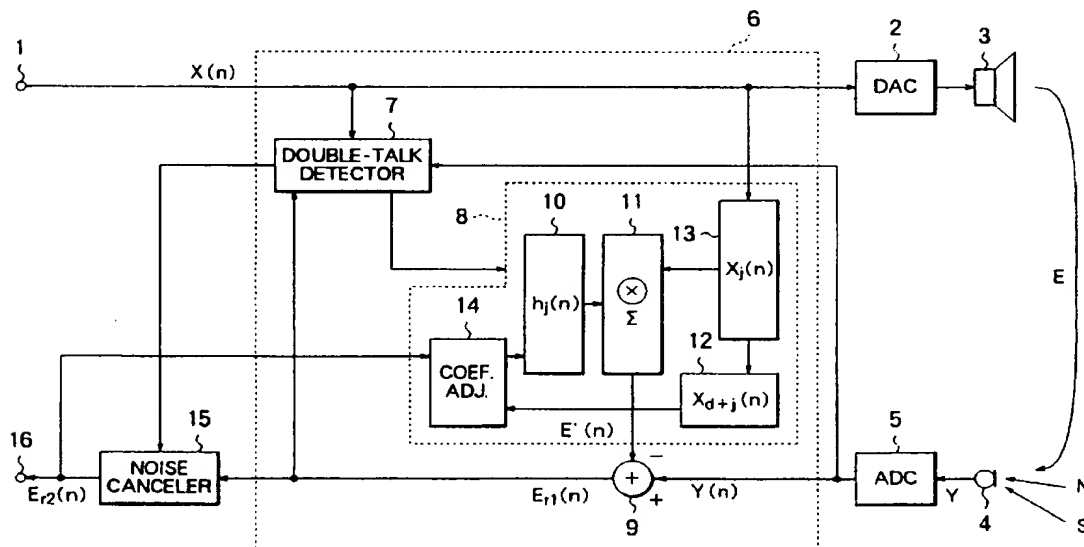 6
1
X(n)
2
DAC
3
7
DOUBLE-TALK
DETECTOR
8
10
hj(n)
11
×
Σ
13
Xj(n)
E
14
COEF.
ADJ.
12
Xd+j(n)
E'(n)
16
15
NOISE
CANCELER
Er2(n)
Er1(n)
−
+
+
9
Y(n)
5
ADC
Y
4
N
S